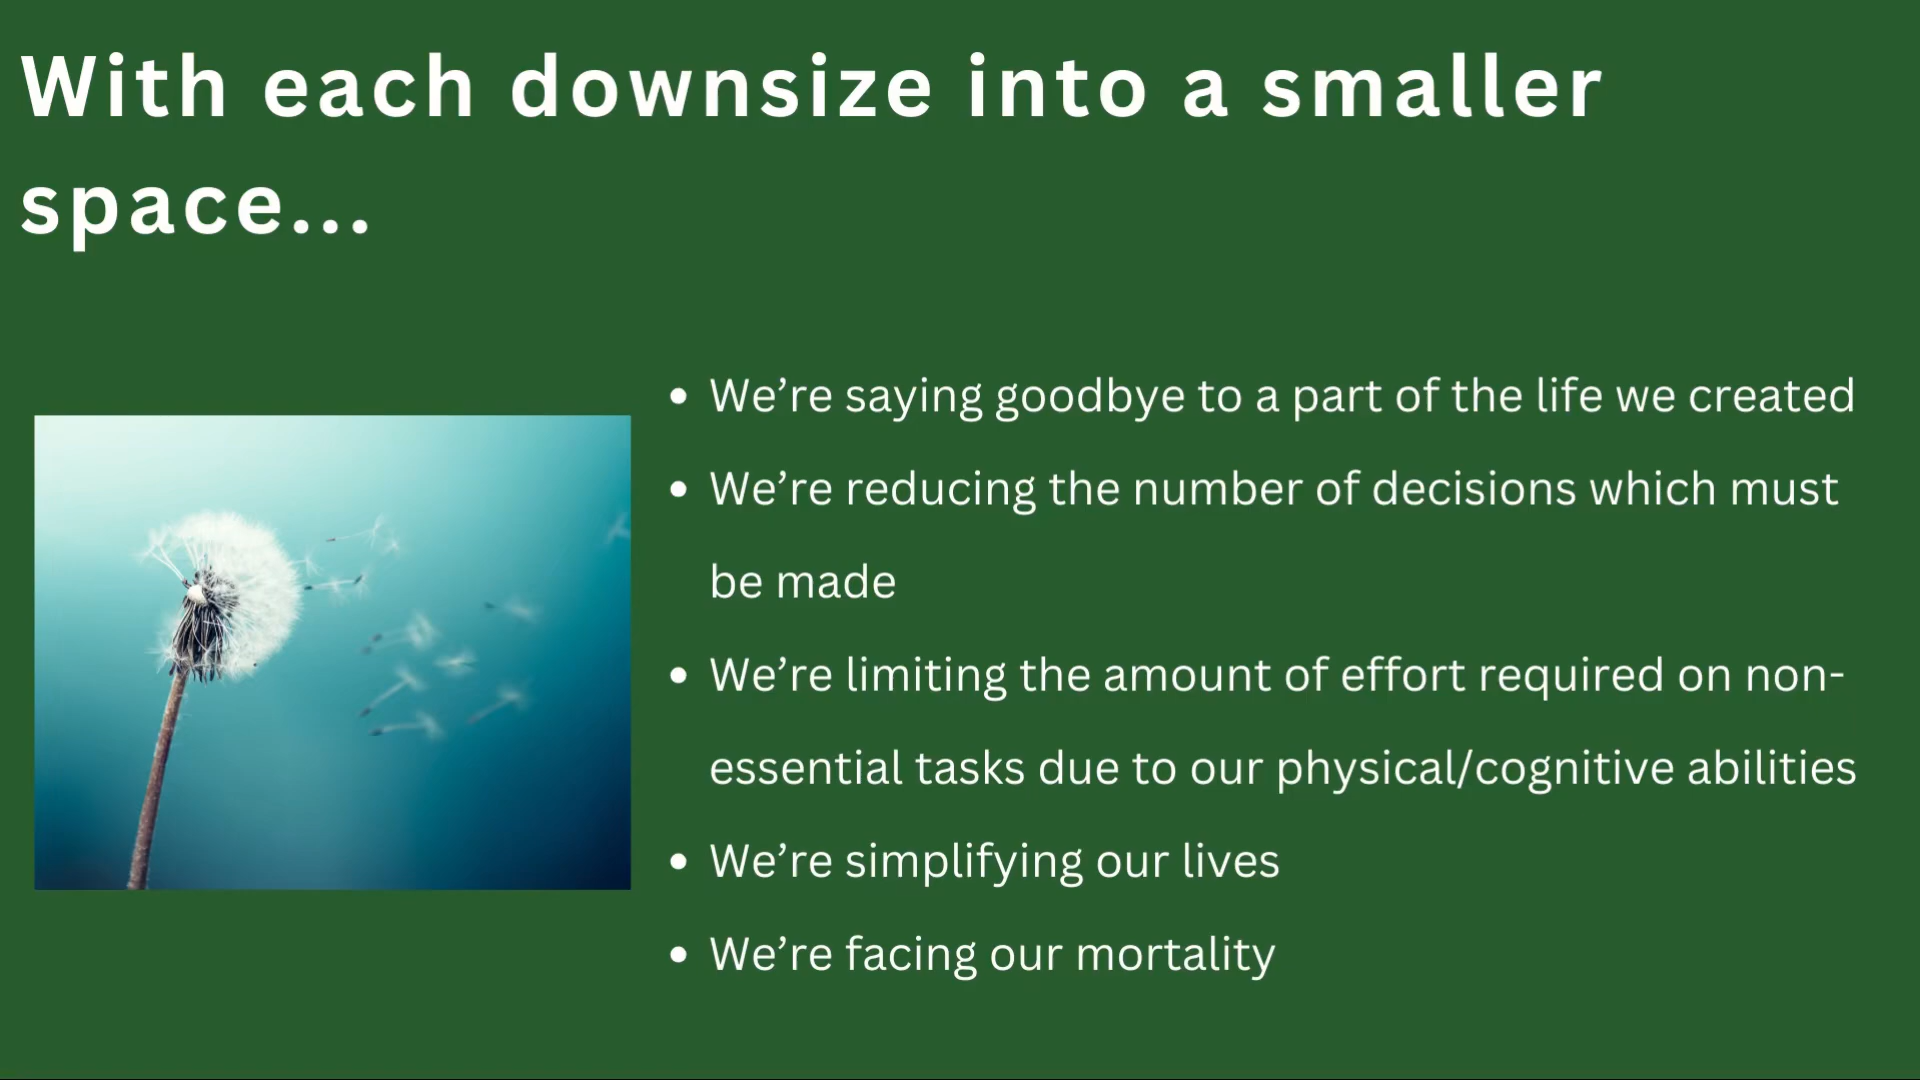 With each downsize into a smaller
space...
• We’re saying goodbye to a part of the life we created
• We’re reducing the number of decisions which must
be made
• We’re limiting the amount of effort required on non-
essential tasks due to our physical/cognitive abilities
• We’re simplifying our lives
• We’re facing our mortality